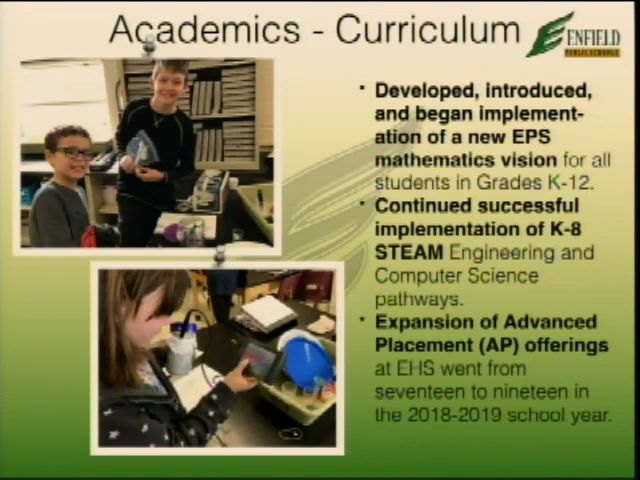 Academics - Curriculum
ENFIELD
PUBLIC SCHOOLS
• Developed, introduced,
and began implement-
ation of a new EPS
mathematics vision for all
students in Grades K-12.
• Continued successful
implementation of K-8
STEAM Engineering and
Computer Science
pathways.
• Expansion of Advanced
Placement (AP) offerings
at EHS went from
seventeen to nineteen in
the 2018-2019 school year.